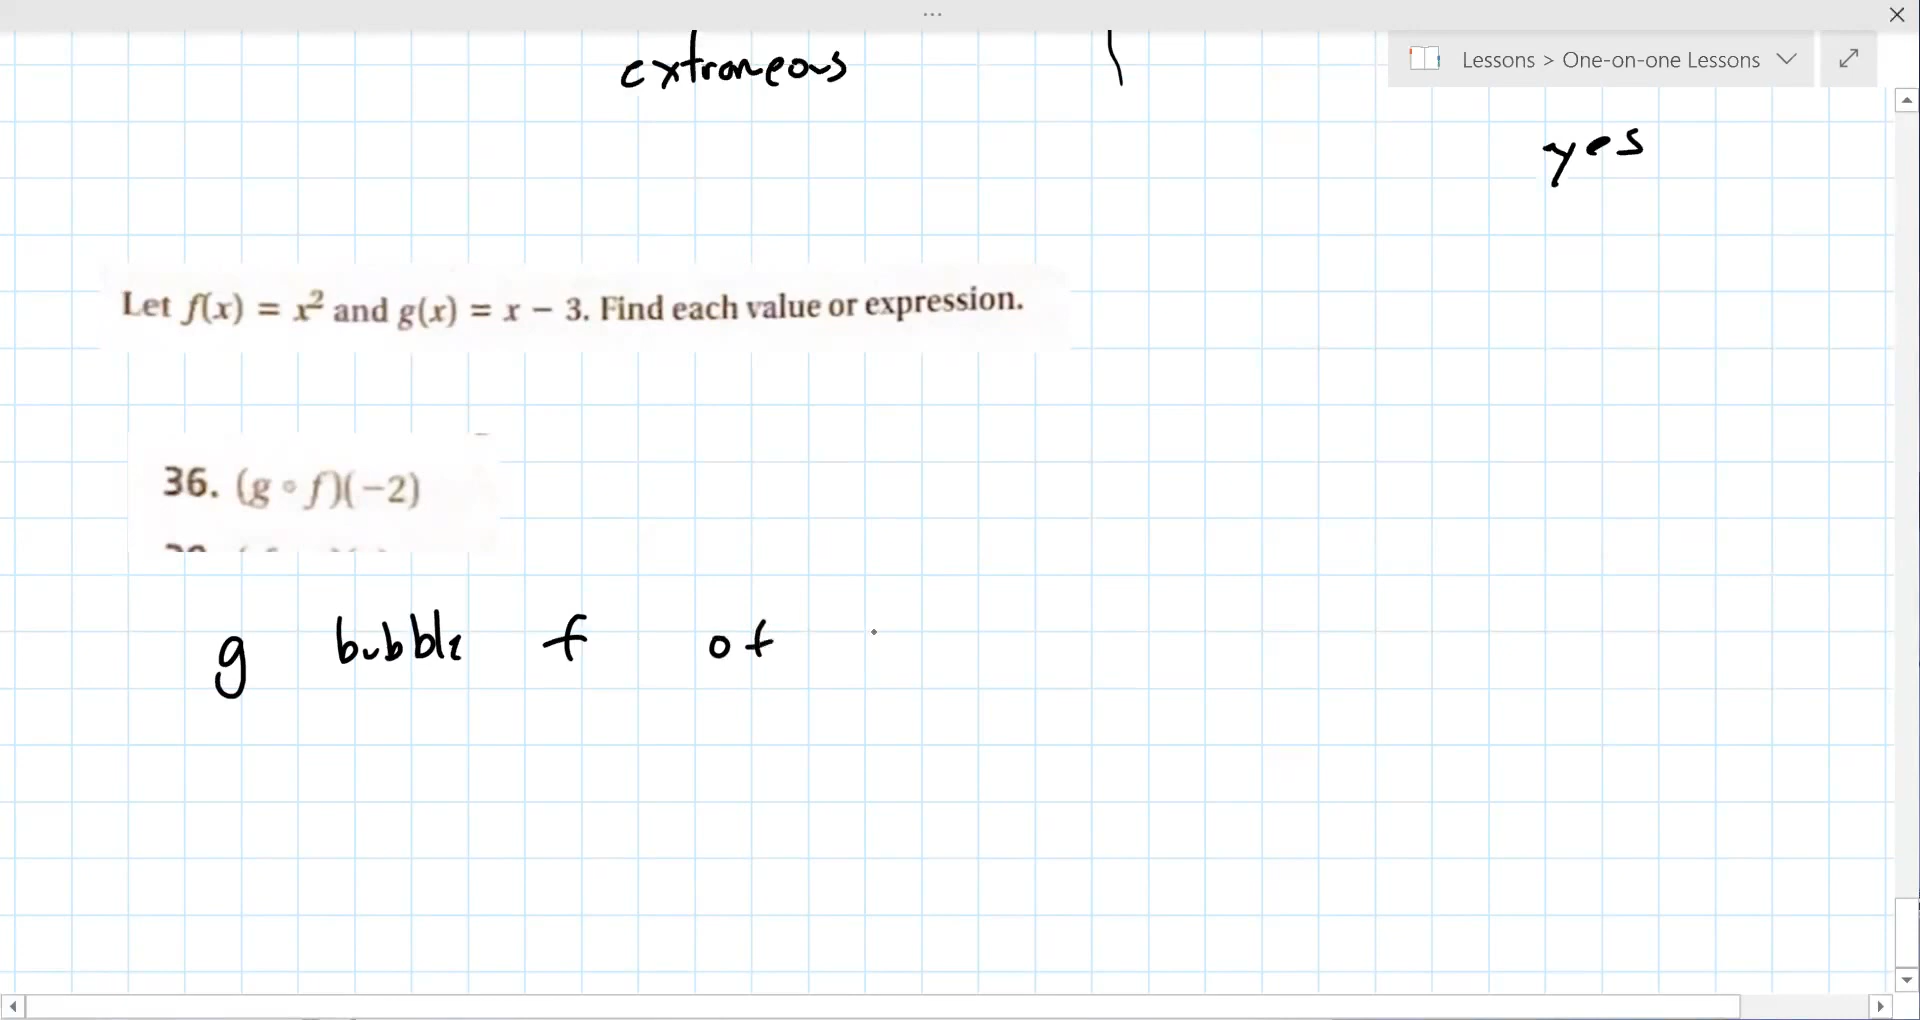 extraneous
Lessons > One-on-one Lessons
yes
Let f(x) = x² and g(x) = x − 3. Find each value or expression.
36. (g ∘ f)(−2)
g bubble f of